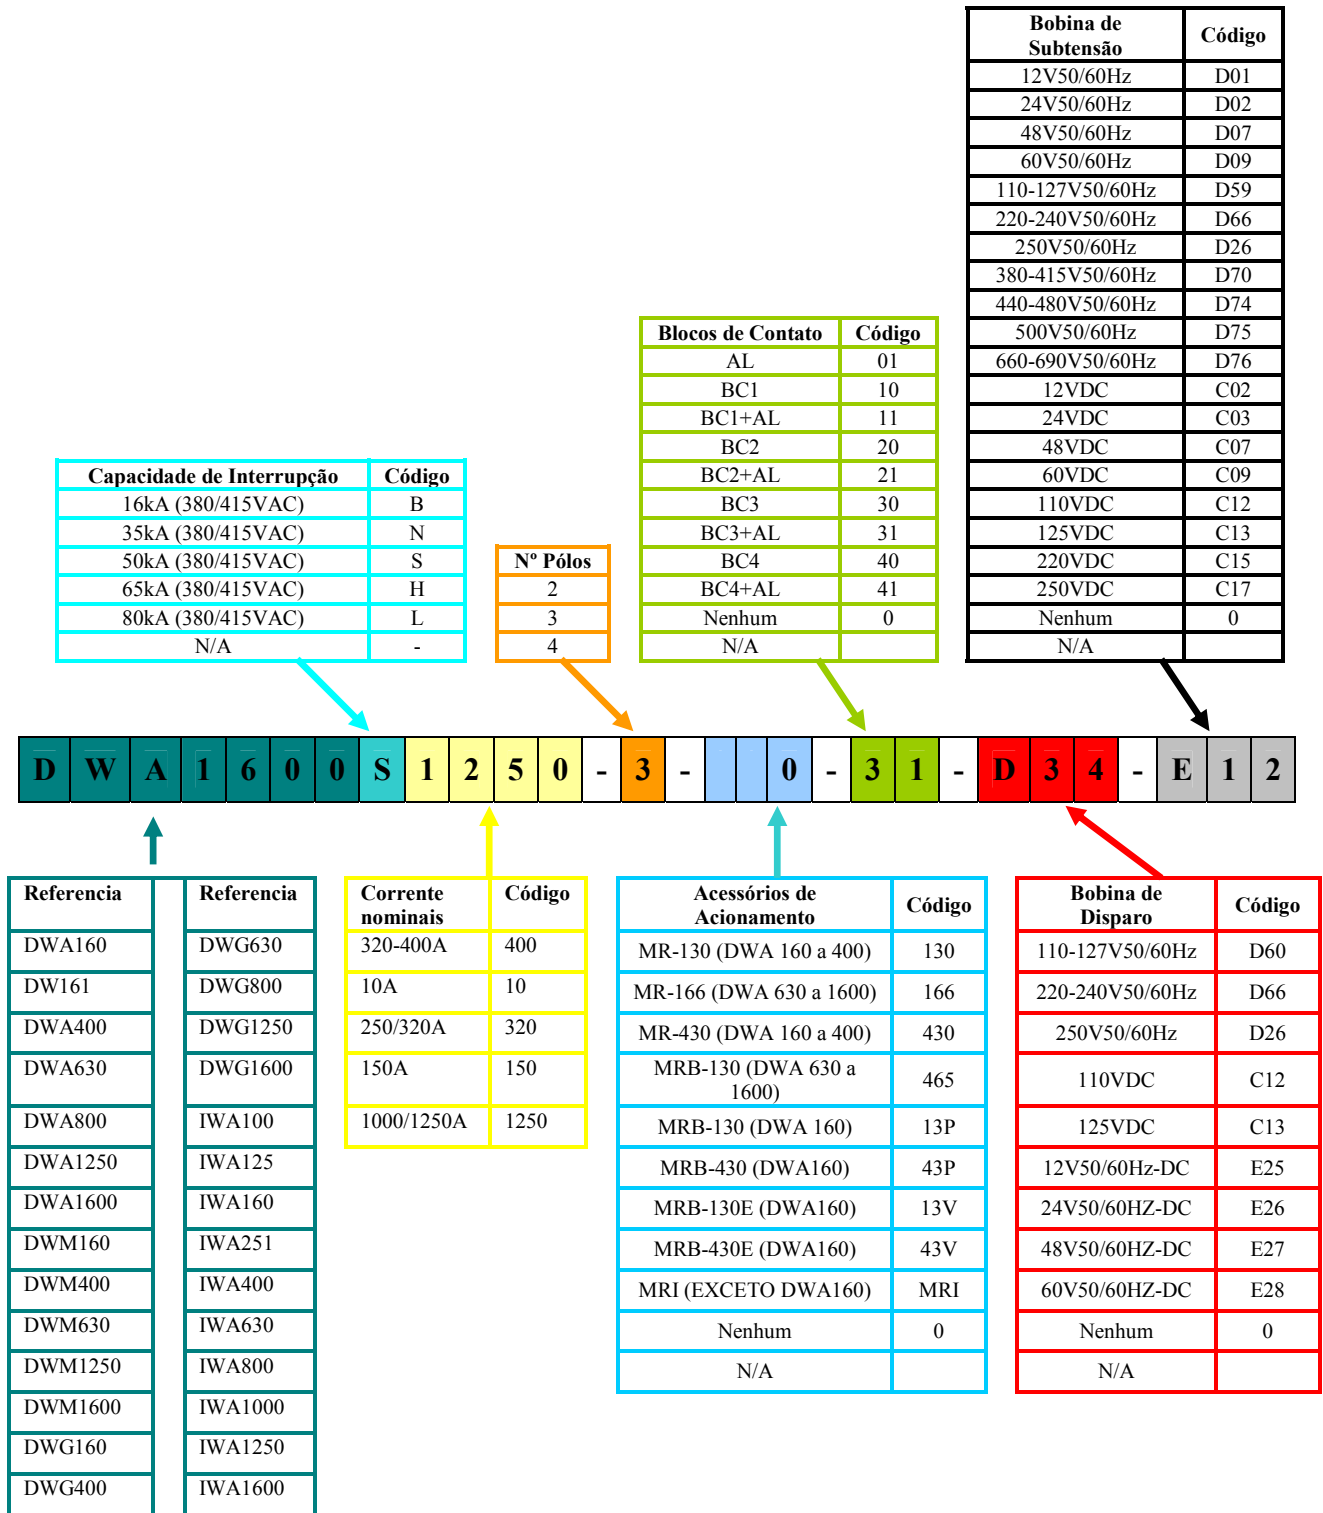 Bobina de Subtensão Código
12V50/60Hz D01
24V50/60Hz D02
48V50/60Hz D07
60V50/60Hz D09
110-127V50/60Hz D59
220-240V50/60Hz D66
250V50/60Hz D26
380-415V50/60Hz D70
440-480V50/60Hz D74
500V50/60Hz D75
660-690V50/60Hz D76
12VDC C02
24VDC C03
48VDC C07
60VDC C09
110VDC C12
125VDC C13
220VDC C15
250VDC C17
Nenhum 0
N/A
Blocos de Contato Código
AL 01
BC1 10
BC1+AL 11
BC2 20
BC2+AL 21
BC3 30
BC3+AL 31
BC4 40
BC4+AL 41
Nenhum 0
N/A
Capacidade de Interrupção Código
16kA (380/415VAC) B
35kA (380/415VAC) N
50kA (380/415VAC) S
65kA (380/415VAC) H
80kA (380/415VAC) L
N/A -
Nº Pólos
2
3
4
D W A 1 6 0 0 S 1 2 5 0 - 3 - 0 - 3 1 - D 3 4 - E 1 2
Referencia Referencia
DWA160 DWG630
DW161 DWG800
DWA400 DWG1250
DWA630 DWG1600
DWA800 IWA100
DWA1250 IWA125
DWA1600 IWA160
DWM160 IWA251
DWM400 IWA400
DWM630 IWA630
DWM1250 IWA800
DWM1600 IWA1000
DWG160 IWA1250
DWG400 IWA1600
Corrente nominais Código
320-400A 400
10A 10
250/320A 320
150A 150
1000/1250A 1250
Acessórios de Acionamento Código
MR-130 (DWA 160 a 400) 130
MR-166 (DWA 630 a 1600) 166
MR-430 (DWA 160 a 400) 430
MRB-130 (DWA 630 a 1600) 465
MRB-130 (DWA 160) 13P
MRB-430 (DWA160) 43P
MRB-130E (DWA160) 13V
MRB-430E (DWA160) 43V
MRI (EXCETO DWA160) MRI
Nenhum 0
N/A
Bobina de Disparo Código
110-127V50/60Hz D60
220-240V50/60Hz D66
250V50/60Hz D26
110VDC C12
125VDC C13
12V50/60Hz-DC E25
24V50/60HZ-DC E26
48V50/60HZ-DC E27
60V50/60HZ-DC E28
Nenhum 0
N/A